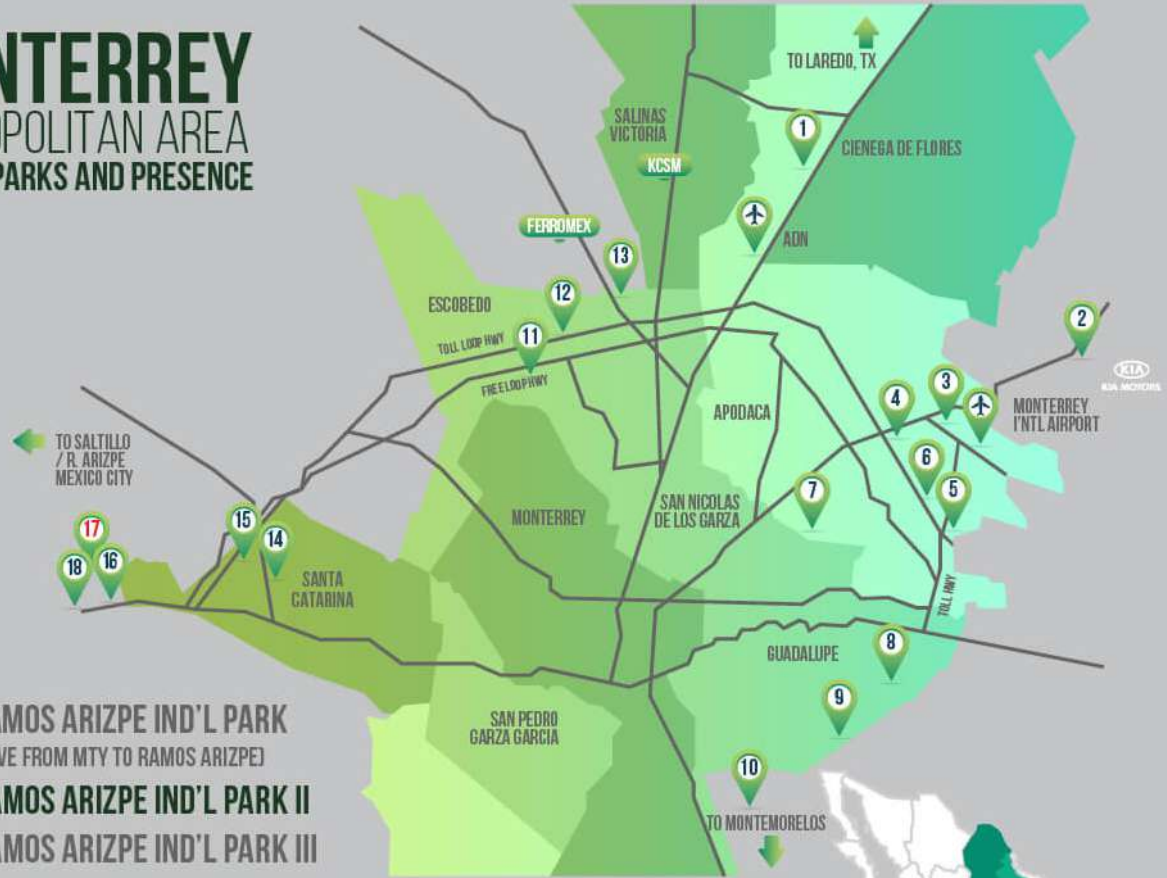 NTERREY
OPOLITAN AREA
PARKS AND PRESENCE
TO LAREDO, TX
SALINAS
VICTORIA
1
CIENEGA DE FLORES
KCSM
FERROMEX
ADN
13
12
ESCOBEDO
11
TOLL LOOP HWY
FREE LOOP HWY
2
KIA
KIA MOTORS
3
4
APODACA
MONTERREY
I'NTL AIRPORT
TO SALTILLO
/ R. ARIZPE
MEXICO CITY
6
5
7
SAN NICOLAS
DE LOS GARZA
MONTERREY
15
14
17
18
16
SANTA
CATARINA
TOLL HWY
GUADALUPE
8
9
SAN PEDRO
GARZA GARCIA
10
TO MONTEMORELOS
AMOS ARIZPE IND'L PARK
VE FROM MTY TO RAMOS ARIZPE)
AMOS ARIZPE IND'L PARK II
AMOS ARIZPE IND'L PARK III